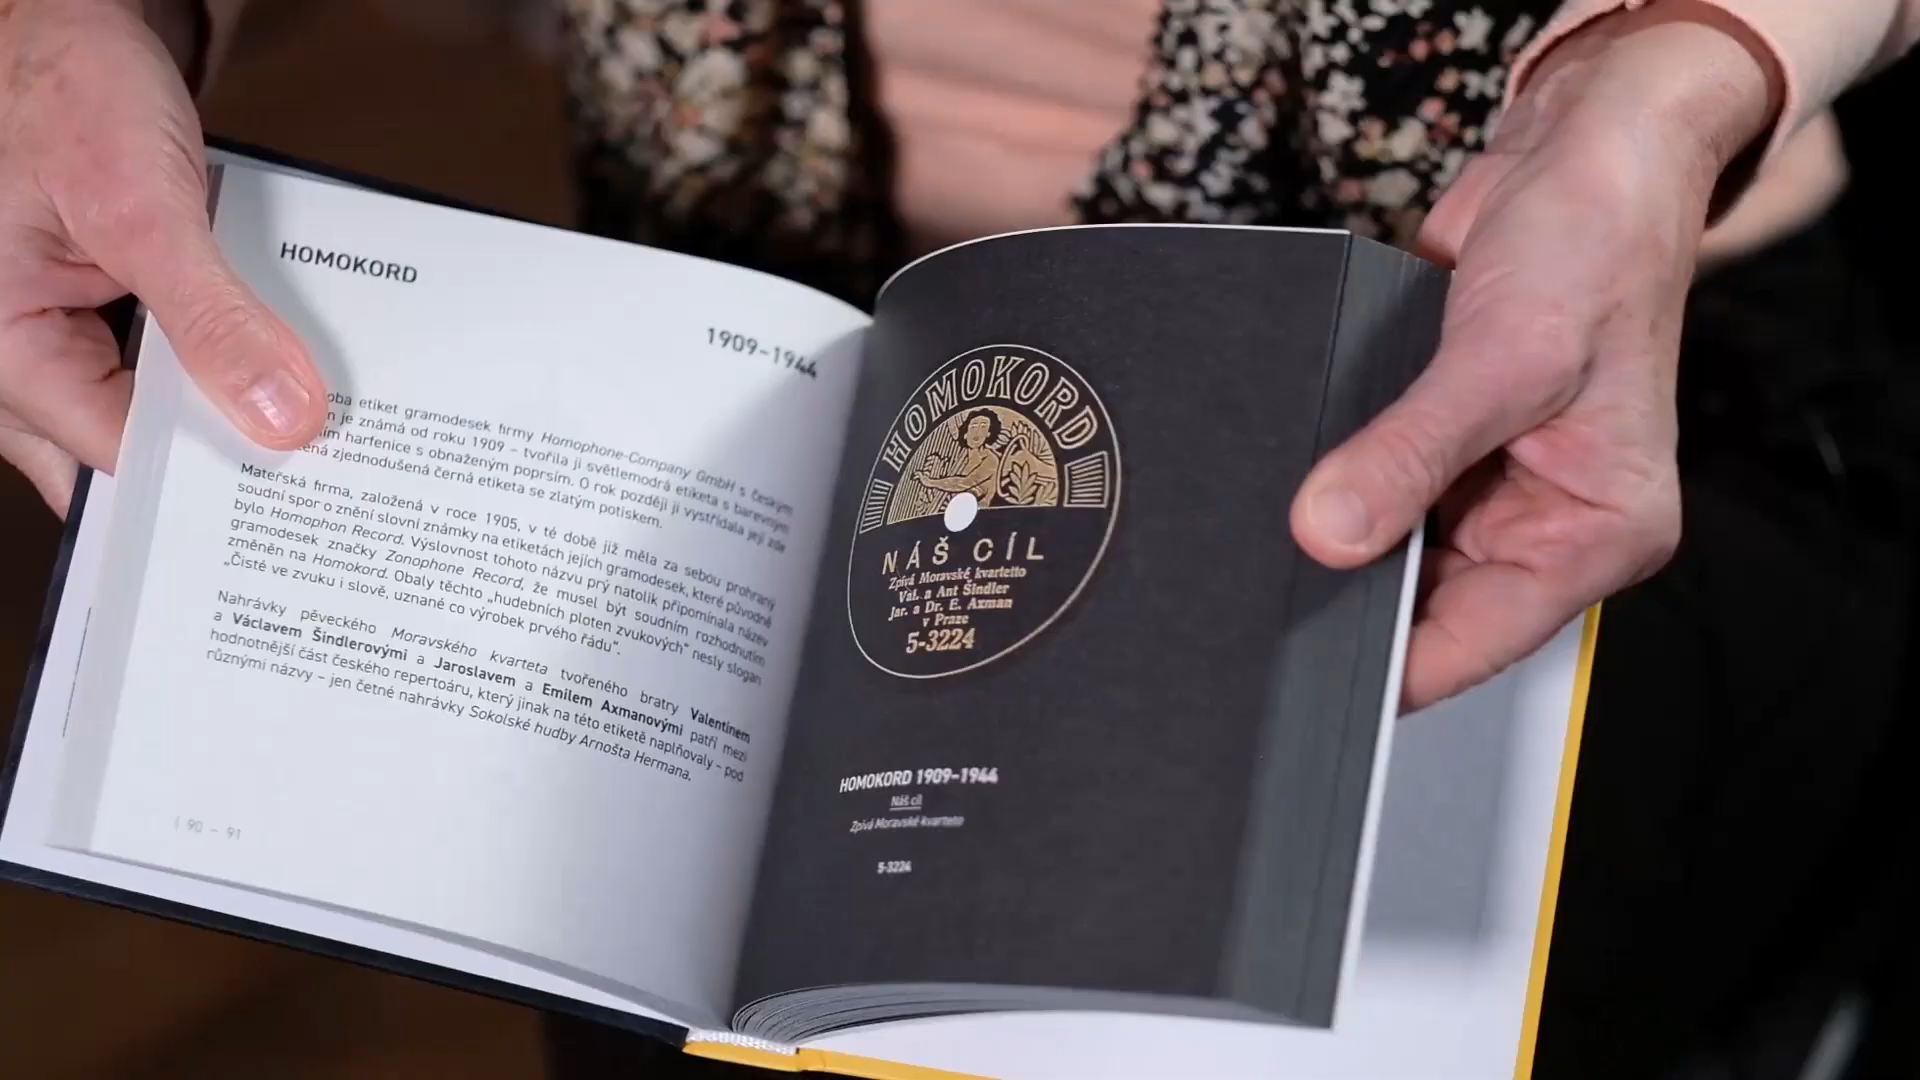 HOMOKORD
1909–1944
oba etiket gramodesek firmy Homophone-Company GmbH s českým
je známá od roku 1909 – tvořila ji světlemodrá etiketa s barevným
harfenice s obnaženým poprsím. O rok později ji vystřídala její zde
zjednodušená černá etiketa se zlatým potiskem.
Mateřská firma, založená v roce 1905, v té době již měla za sebou prohraný
soudní spor o znění slovní známky na etiketách jejích gramodesek, které původně
bylo Homophon Record. Výslovnost tohoto názvu prý natolik připomínala název
gramodesek značky Zonophone Record, že musel být soudním rozhodnutím
změněn na Homokord. Obaly těchto „hudebních ploten zvukových“ nesly slogan
„Čisté ve zvuku i slově, uznané co výrobek prvého řádu“.
Nahrávky pěveckého Moravského kvarteta tvořeného bratry Valentinem
a Václavem Šindlerovými a Jaroslavem a Emilem Axmanovými patří mezi
hodnotnější část českého repertoáru, který jinak na této etiketě naplňovaly – pod
různými názvy – jen četné nahrávky Sokolské hudby Arnošta Hermana.
90 – 91
HOMOKORD
NÁŠ CÍL
Zpívá Moravské kvartetto
Val. a Ant Šindler
Jar. a Dr. E. Axman
v Praze
5-3224
HOMOKORD 1909–1944
Náš cíl
Zpívá Moravské kvarteto
5-3224